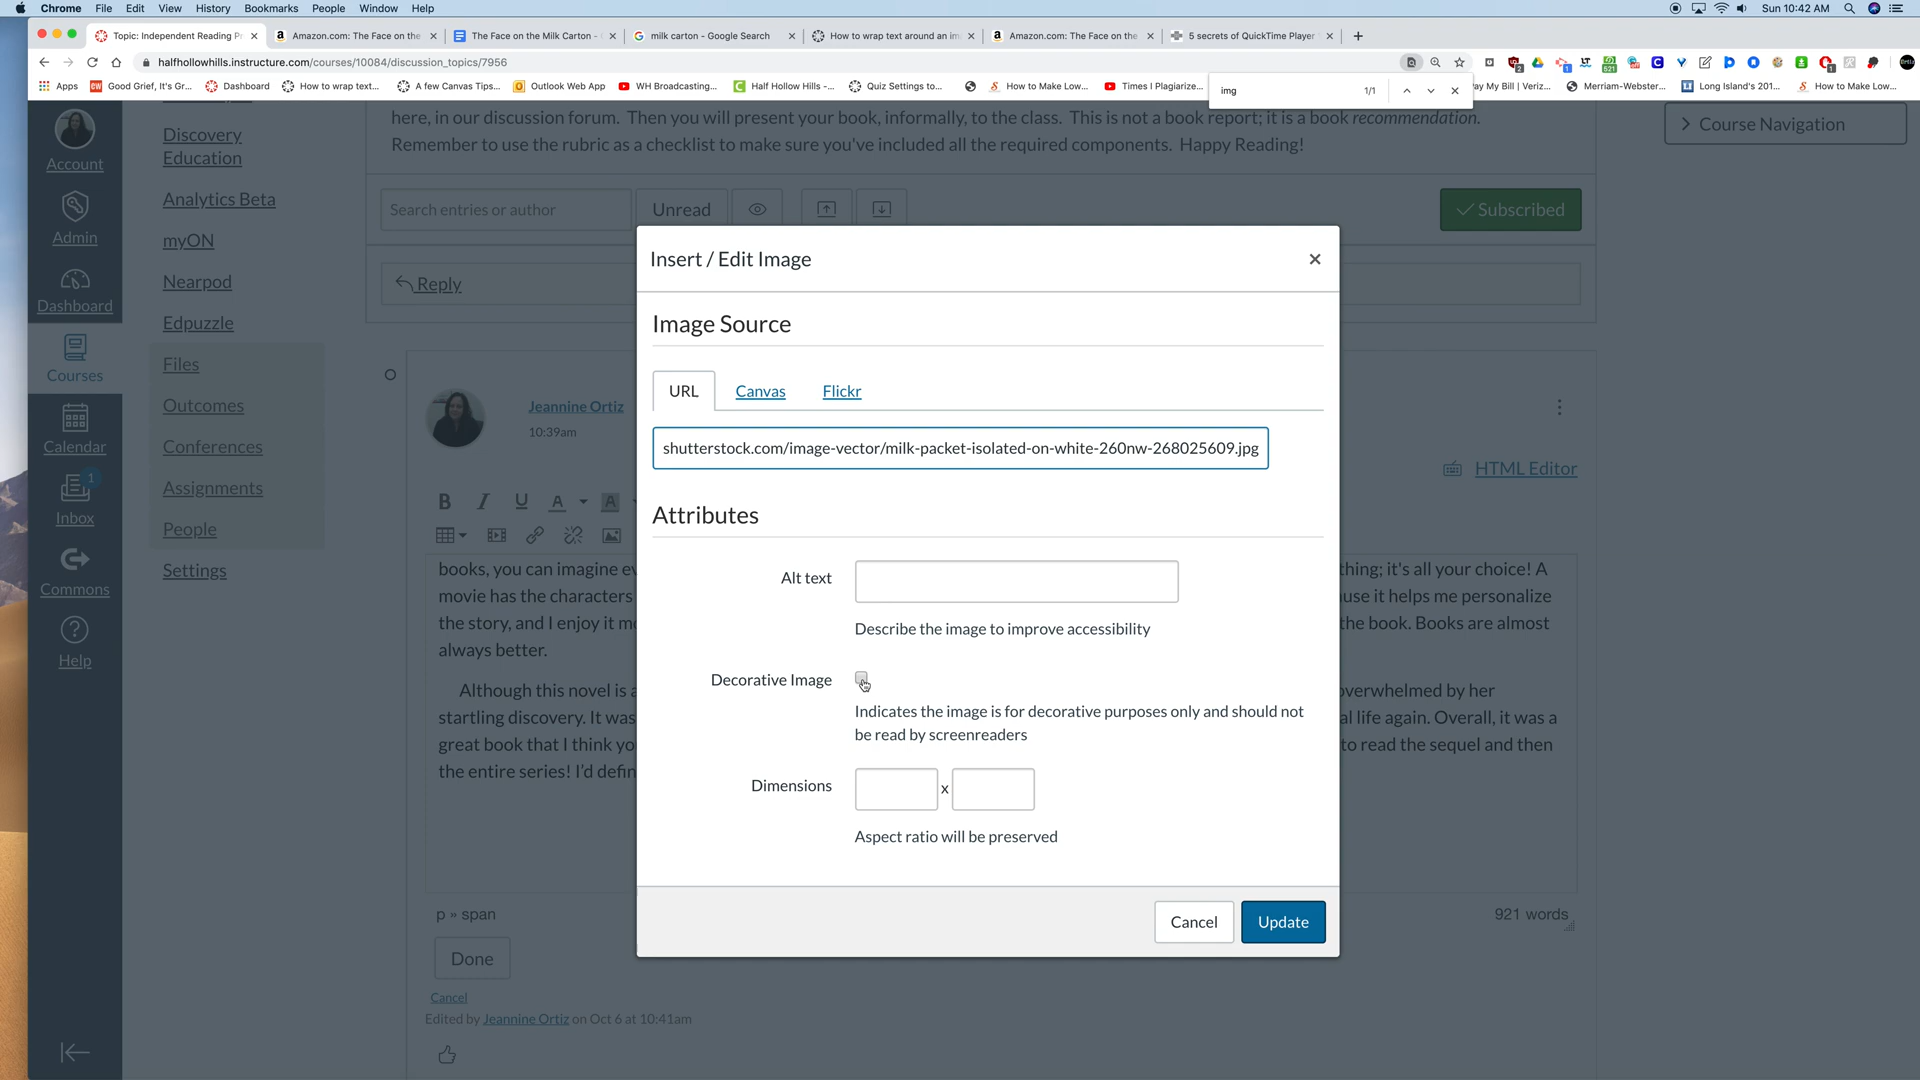 Chrome File Edit View History Bookmarks People Window Help
Sun 10:42 AM
Topic: Independent Reading Pr
Amazon.com: The Face on the
The Face on the Milk Carton -
milk carton - Google Search
How to wrap text around an im
Amazon.com: The Face on the
5 secrets of QuickTime Player
halfhollowhills.instructure.com/courses/10084/discussion_topics/7956
Apps
Good Grief, It's Gr...
Dashboard
How to wrap text...
A few Canvas Tips...
Outlook Web App
WH Broadcasting...
Half Hollow Hills -...
Quiz Settings to...
How to Make Low...
Times I Plagiarize...
ay My Bill | Veriz...
Merriam-Webster...
Long Island's 201...
How to Make Low...
img 1/1
here, in our discussion forum. Then you will present your book, informally, to the class. This is not a book report; it is a book recommendation.
Remember to use the rubric as a checklist to make sure you've included all the required components. Happy Reading!
Course Navigation
Account
Admin
Dashboard
Courses
Calendar
1
Inbox
Commons
Help
Discovery
Education
Analytics Beta
myON
Nearpod
Edpuzzle
Files
Outcomes
Conferences
Assignments
People
Settings
Search entries or author
Unread
Subscribed
Reply
Jeannine Ortiz
10:39am
HTML Editor
B I U A A
Insert / Edit Image
×
Image Source
URL Canvas Flickr
shutterstock.com/image-vector/milk-packet-isolated-on-white-260nw-268025609.jpg
Attributes
Alt text
Describe the image to improve accessibility
Decorative Image
Indicates the image is for decorative purposes only and should not
be read by screenreaders
Dimensions
x
Aspect ratio will be preserved
Cancel Update
books, you can imagine ev thing; it's all your choice! A
movie has the characters use it helps me personalize
the story, and I enjoy it mo the book. Books are almost
always better.
Although this novel is a overwhelmed by her
startling discovery. It was al life again. Overall, it was a
great book that I think yo to read the sequel and then
the entire series! I'd defin
p » span
921 words
Done
Cancel
Edited by Jeannine Ortiz on Oct 6 at 10:41am